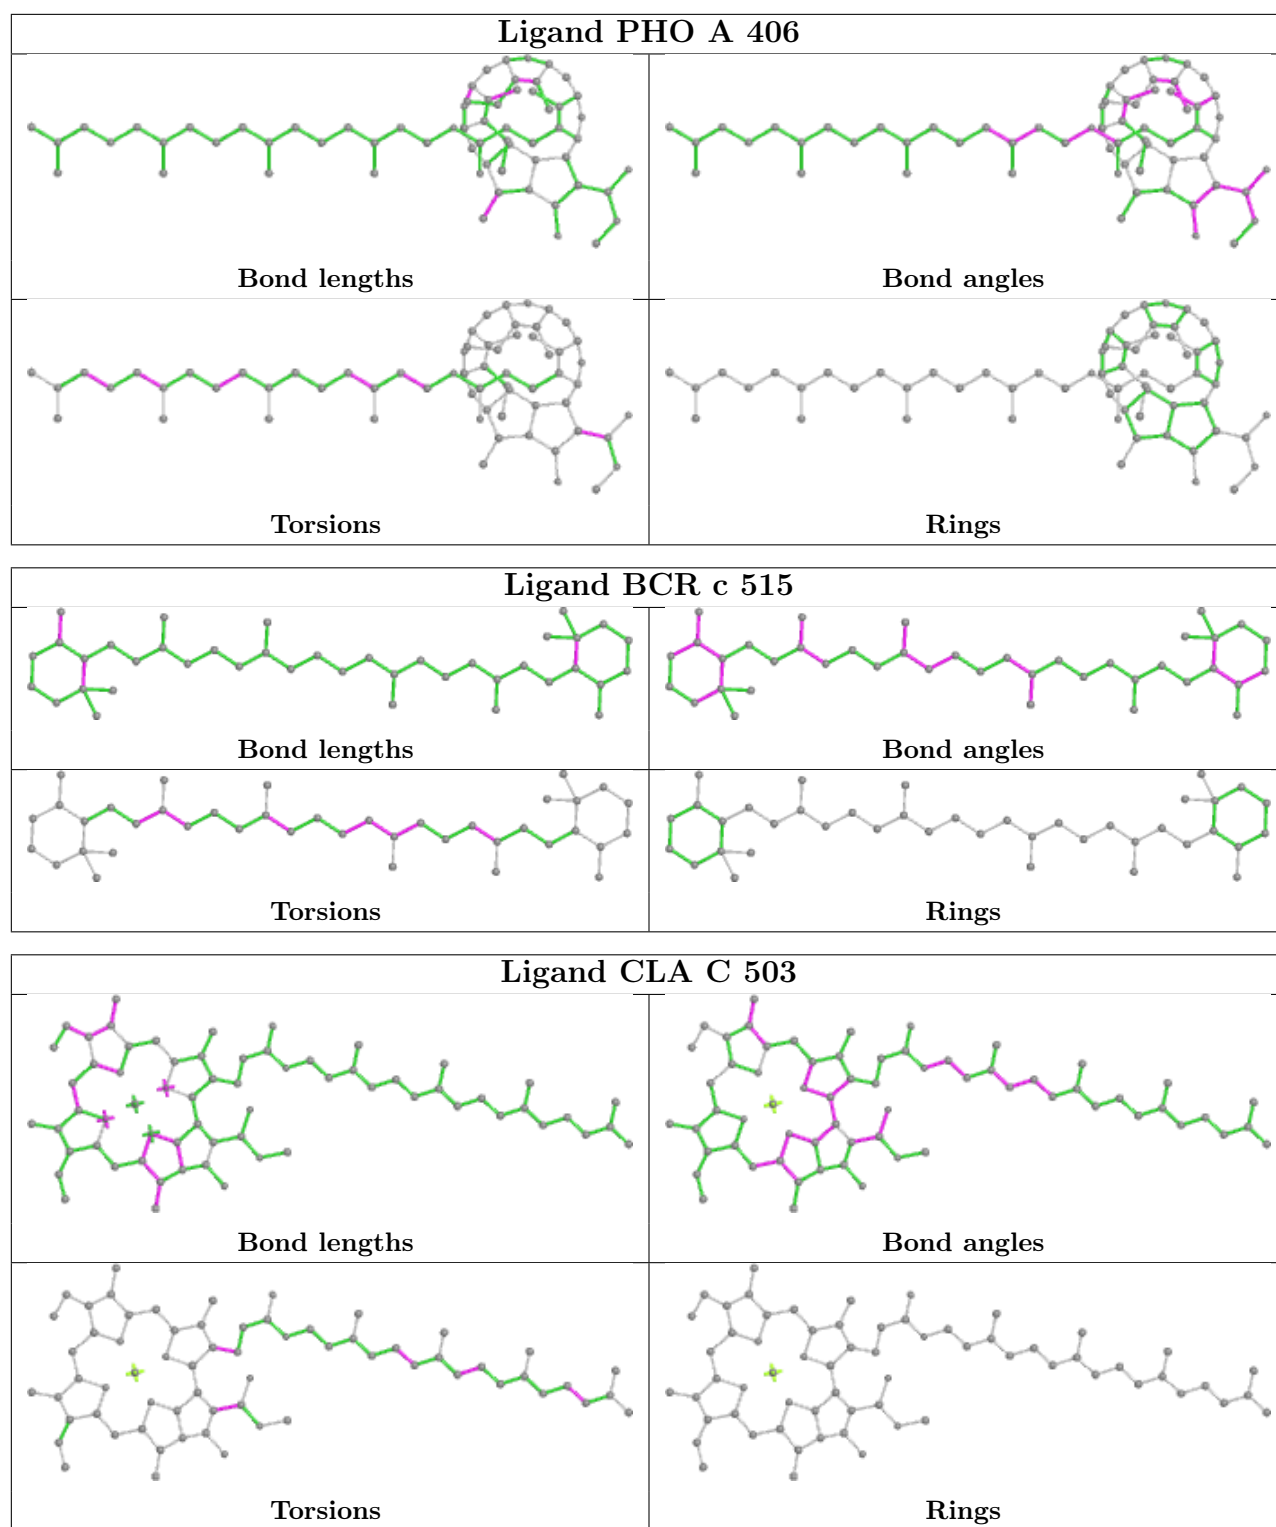 Ligand PHO A 406
Bond lengths
Bond angles
Torsions
Rings
Ligand BCR c 515
Bond lengths
Bond angles
Torsions
Rings
Ligand CLA C 503
Bond lengths
Bond angles
Torsions
Rings